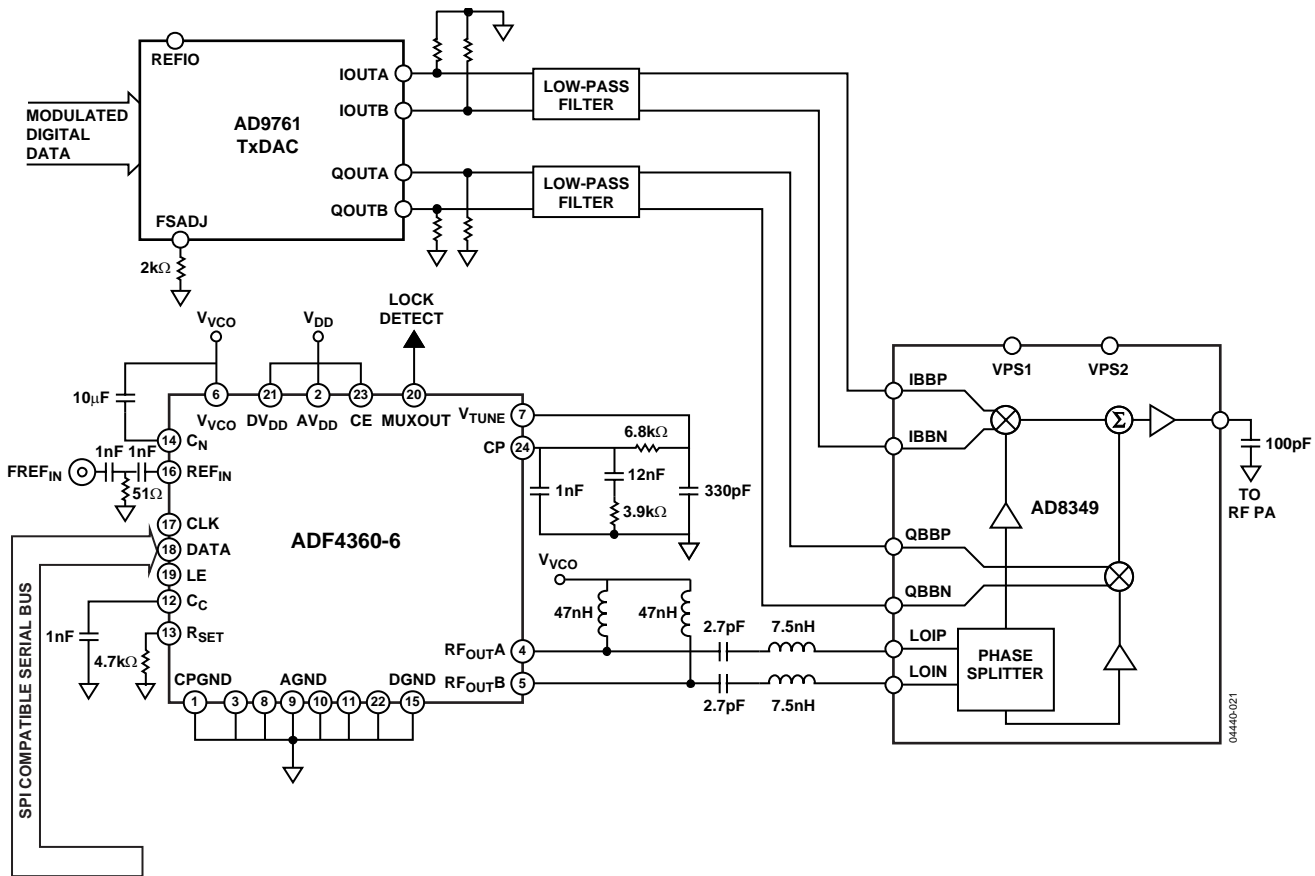 REFIO
IOUTA
IOUTB
QOUTA
QOUTB
AD9761
TxDAC
MODULATED
DIGITAL
DATA
FSADJ
2kΩ
LOW-PASS
FILTER
LOW-PASS
FILTER
LOCK
DETECT
VVCO
VDD
10µF
6
21
2
23
20
VVCO
DVDD
AVDD
CE
MUXOUT
VTUNE
7
CP
24
14
CN
1nF
1nF
FREFIN
16
REFIN
51Ω
17
CLK
18
DATA
19
LE
12
CC
13
RSET
1nF
4.7kΩ
ADF4360-6
6.8kΩ
12nF
1nF
3.9kΩ
330pF
VVCO
47nH
47nH
2.7pF
7.5nH
RFOUTA
4
RFOUTB
5
2.7pF
7.5nH
CPGND
AGND
DGND
1
3
8
9
10
11
22
15
SPI COMPATIBLE SERIAL BUS
VPS1
VPS2
IBBP
IBBN
Σ
100pF
TO
RF PA
AD8349
QBBP
QBBN
LOIP
LOIN
PHASE
SPLITTER
04440-021